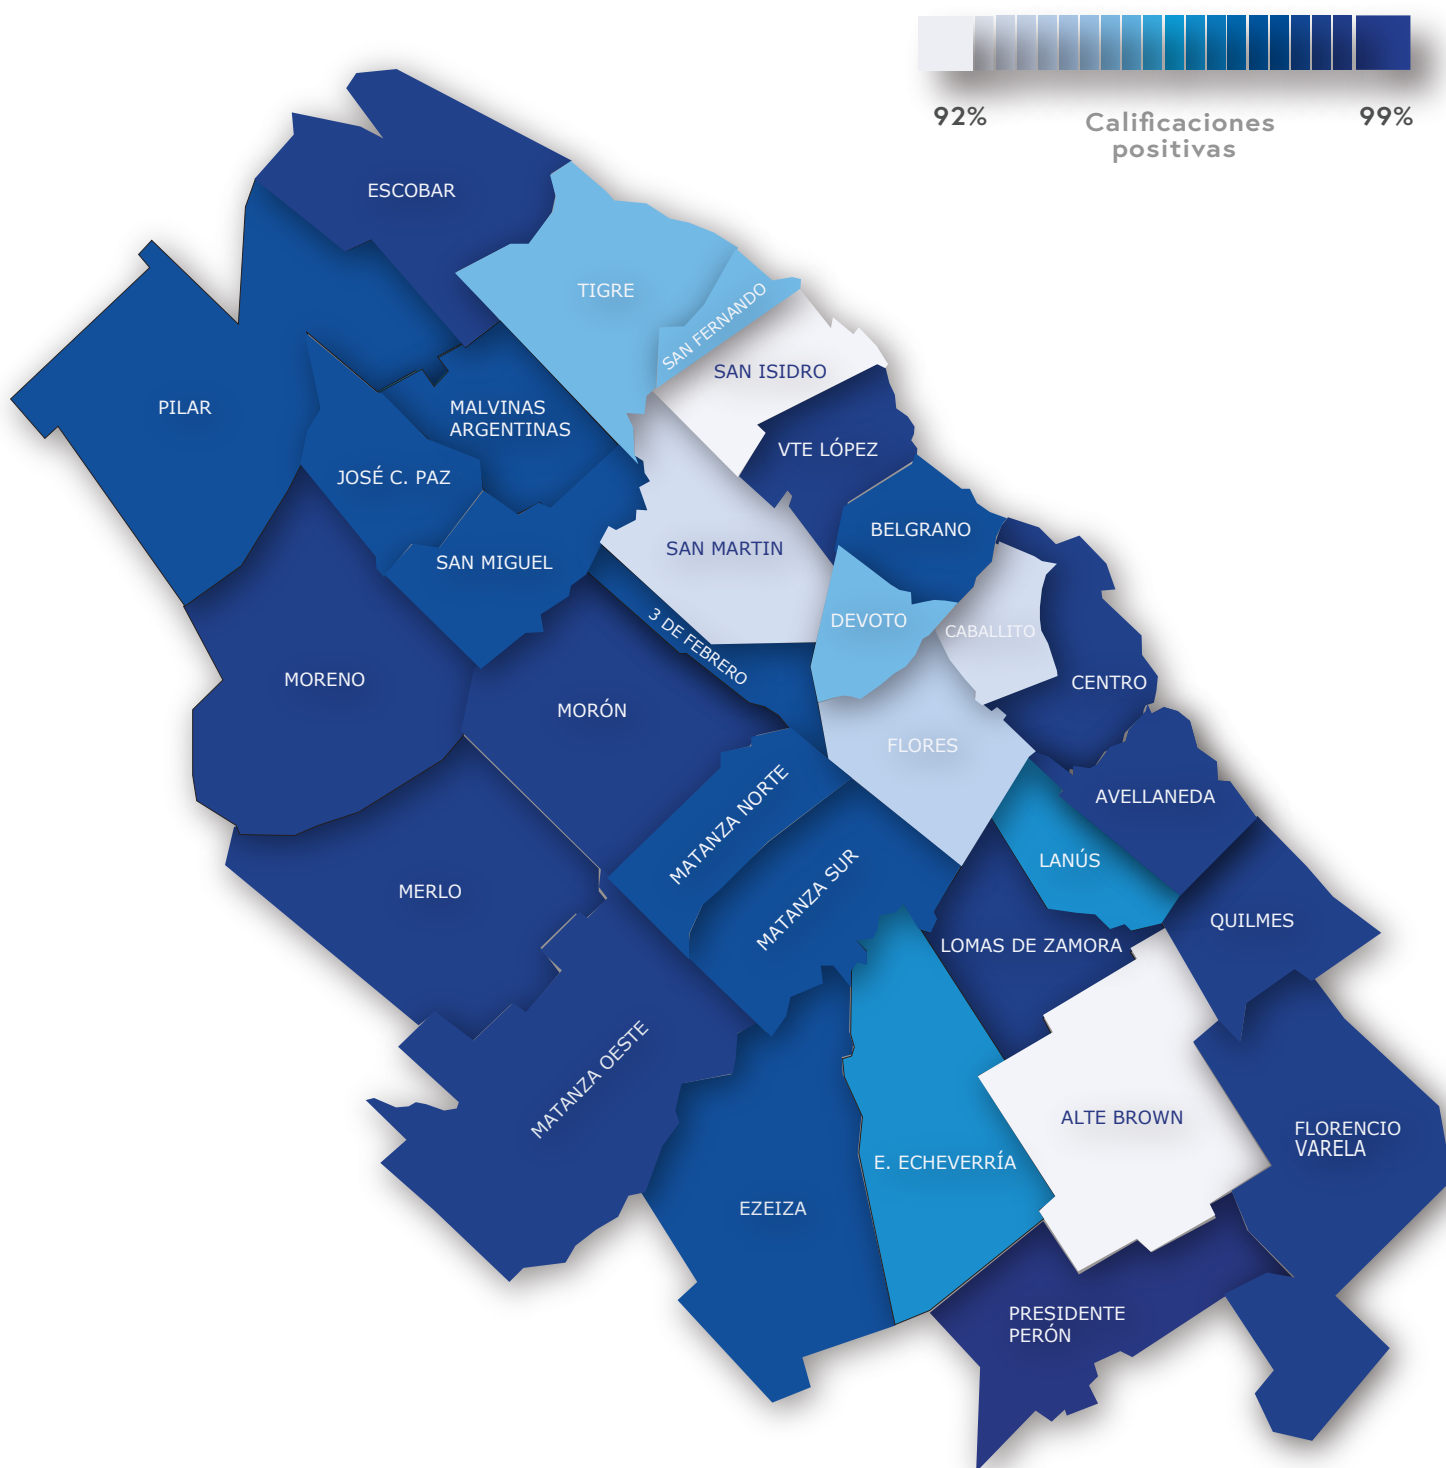 92%
99%
Calificaciones
positivas
ESCOBAR
TIGRE
SAN FERNANDO
SAN ISIDRO
PILAR
MALVINAS
ARGENTINAS
VTE LÓPEZ
JOSÉ C. PAZ
BELGRANO
SAN MARTIN
SAN MIGUEL
DEVOTO
CABALLITO
3 DE FEBRERO
MORENO
CENTRO
MORÓN
FLORES
MATANZA NORTE
AVELLANEDA
LANÚS
MERLO
MATANZA SUR
QUILMES
LOMAS DE ZAMORA
MATANZA OESTE
ALTE BROWN
FLORENCIO
VARELA
E. ECHEVERRÍA
EZEIZA
PRESIDENTE
PERÓN